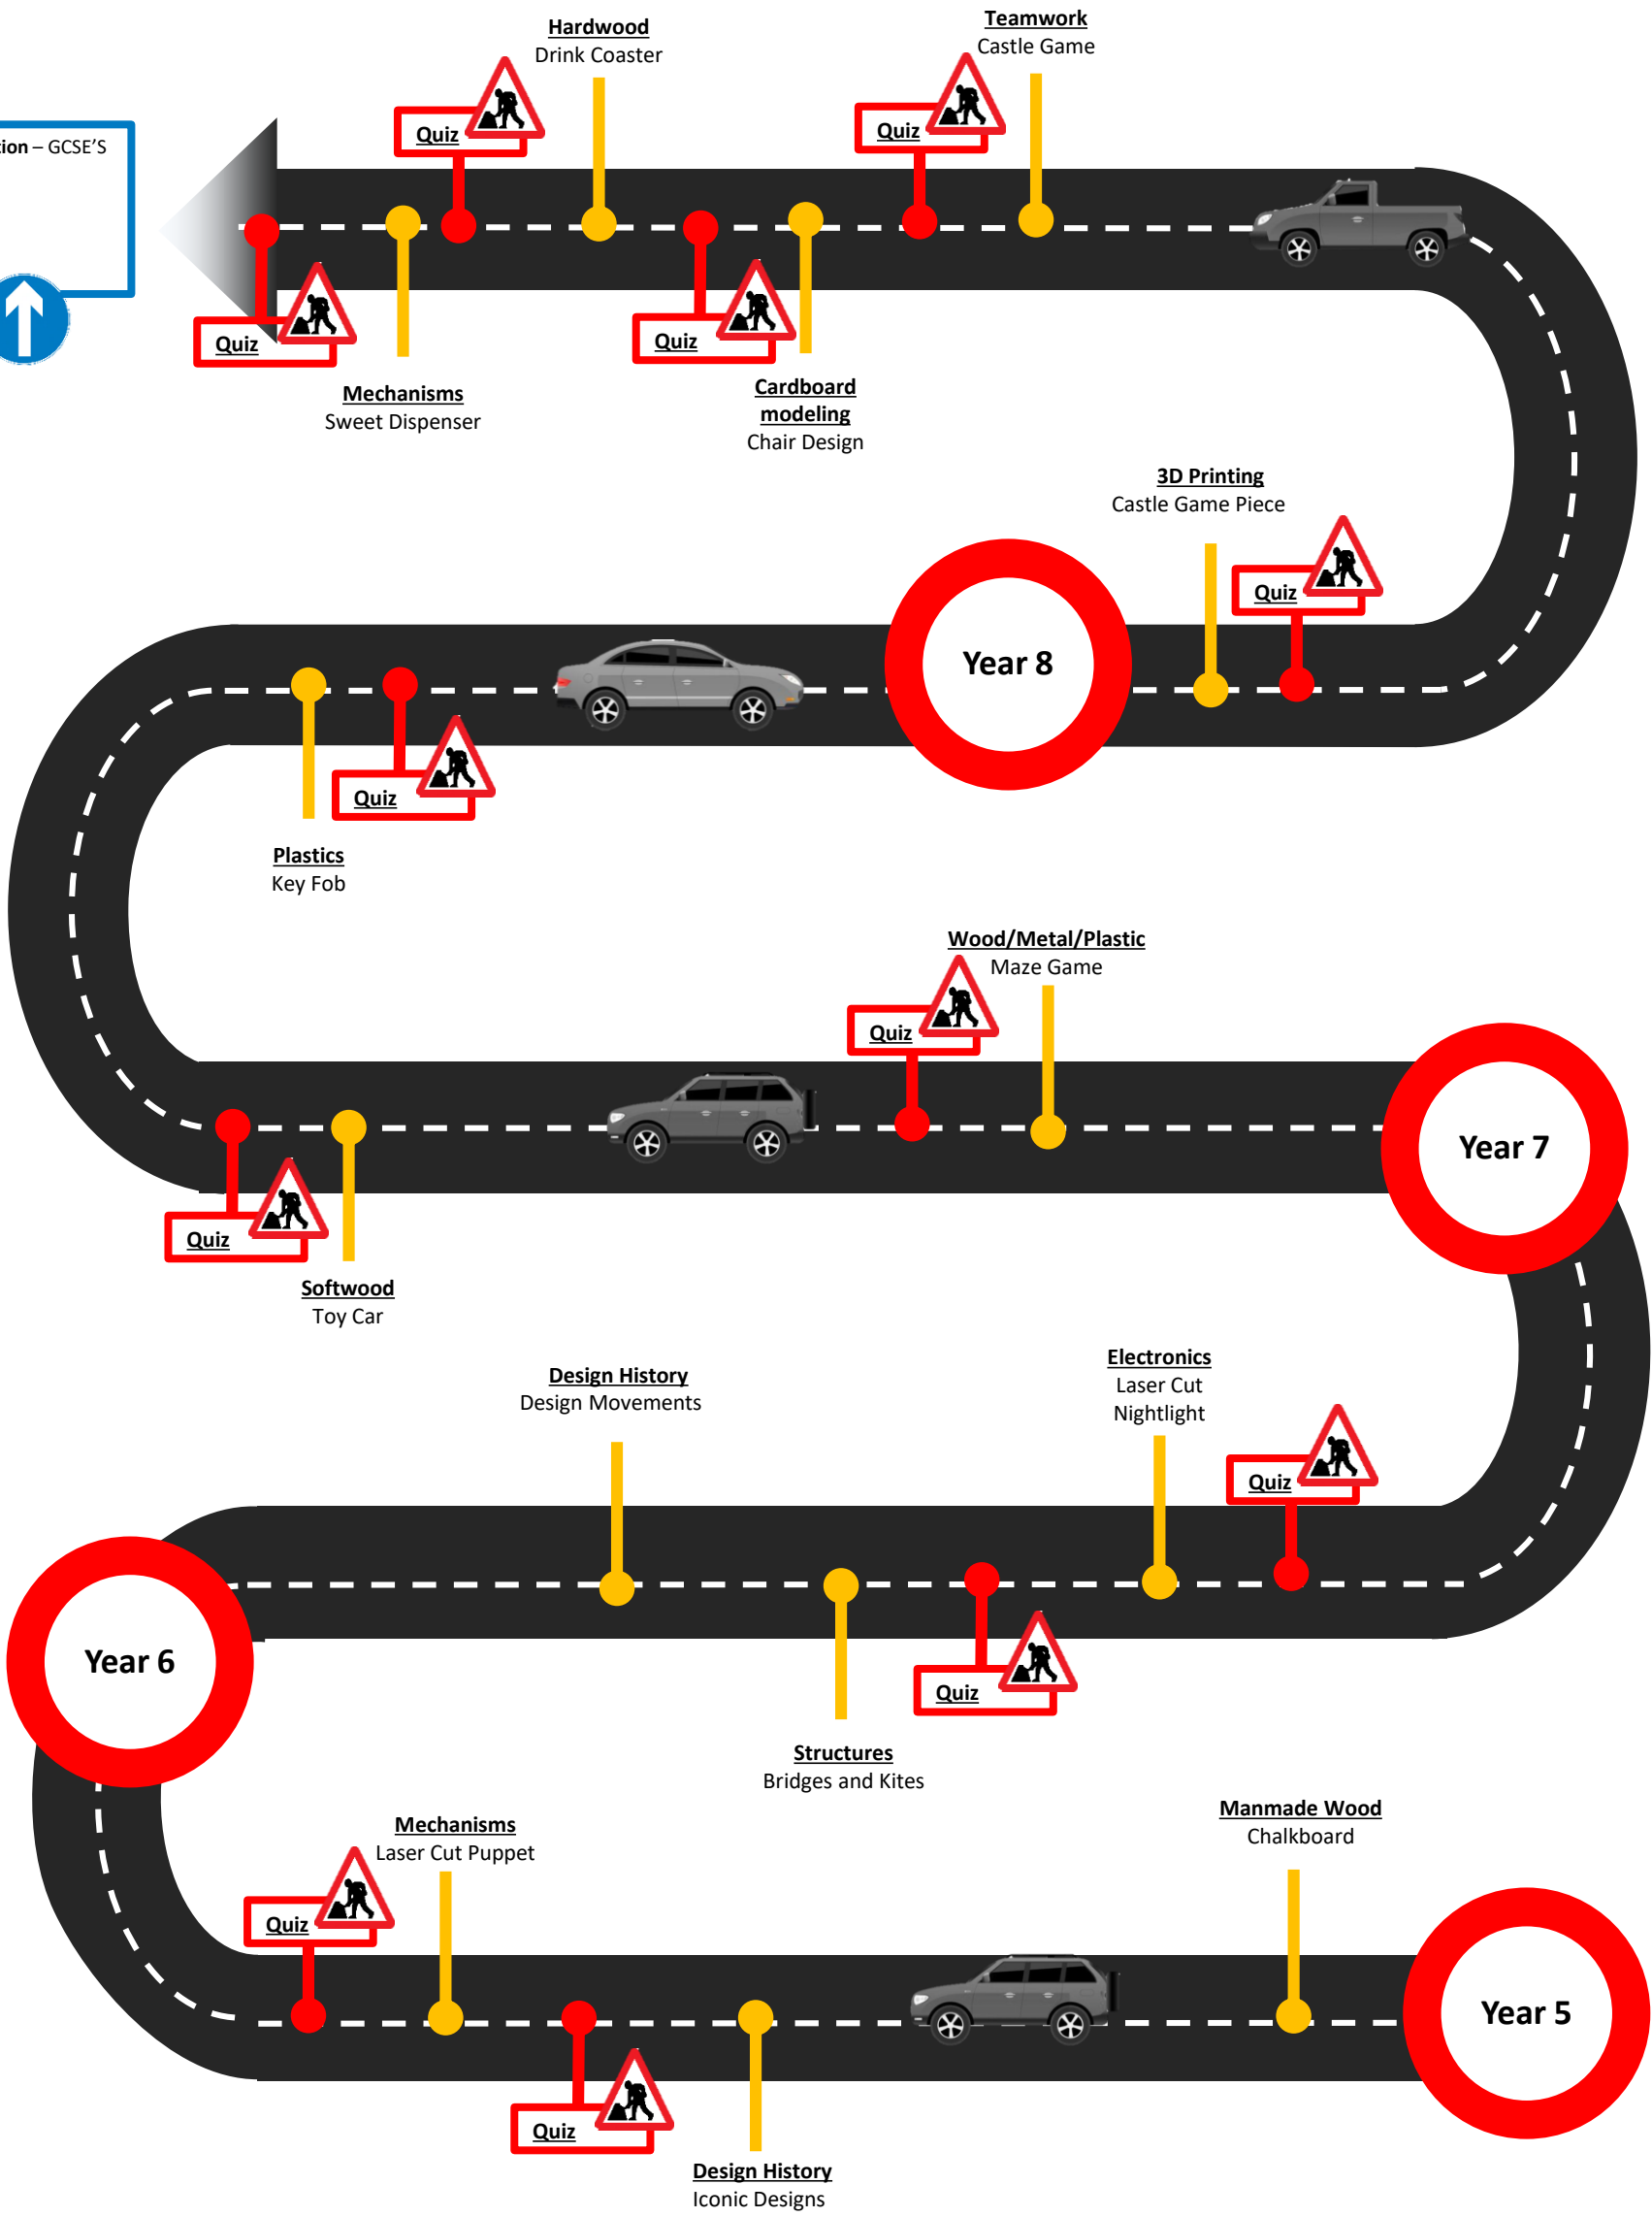 Hardwood
Drink Coaster
Teamwork
Castle Game
– GCSE'S
Quiz
Quiz
Quiz
Quiz
Mechanisms
Sweet Dispenser
Cardboard
modeling
Chair Design
3D Printing
Castle Game Piece
Quiz
Year 8
Quiz
Plastics
Key Fob
Wood/Metal/Plastic
Maze Game
Quiz
Year 7
Quiz
Softwood
Toy Car
Design History
Design Movements
Electronics
Laser Cut
Nightlight
Quiz
Year 6
Quiz
Structures
Bridges and Kites
Mechanisms
Laser Cut Puppet
Manmade Wood
Chalkboard
Quiz
Year 5
Quiz
Design History
Iconic Designs